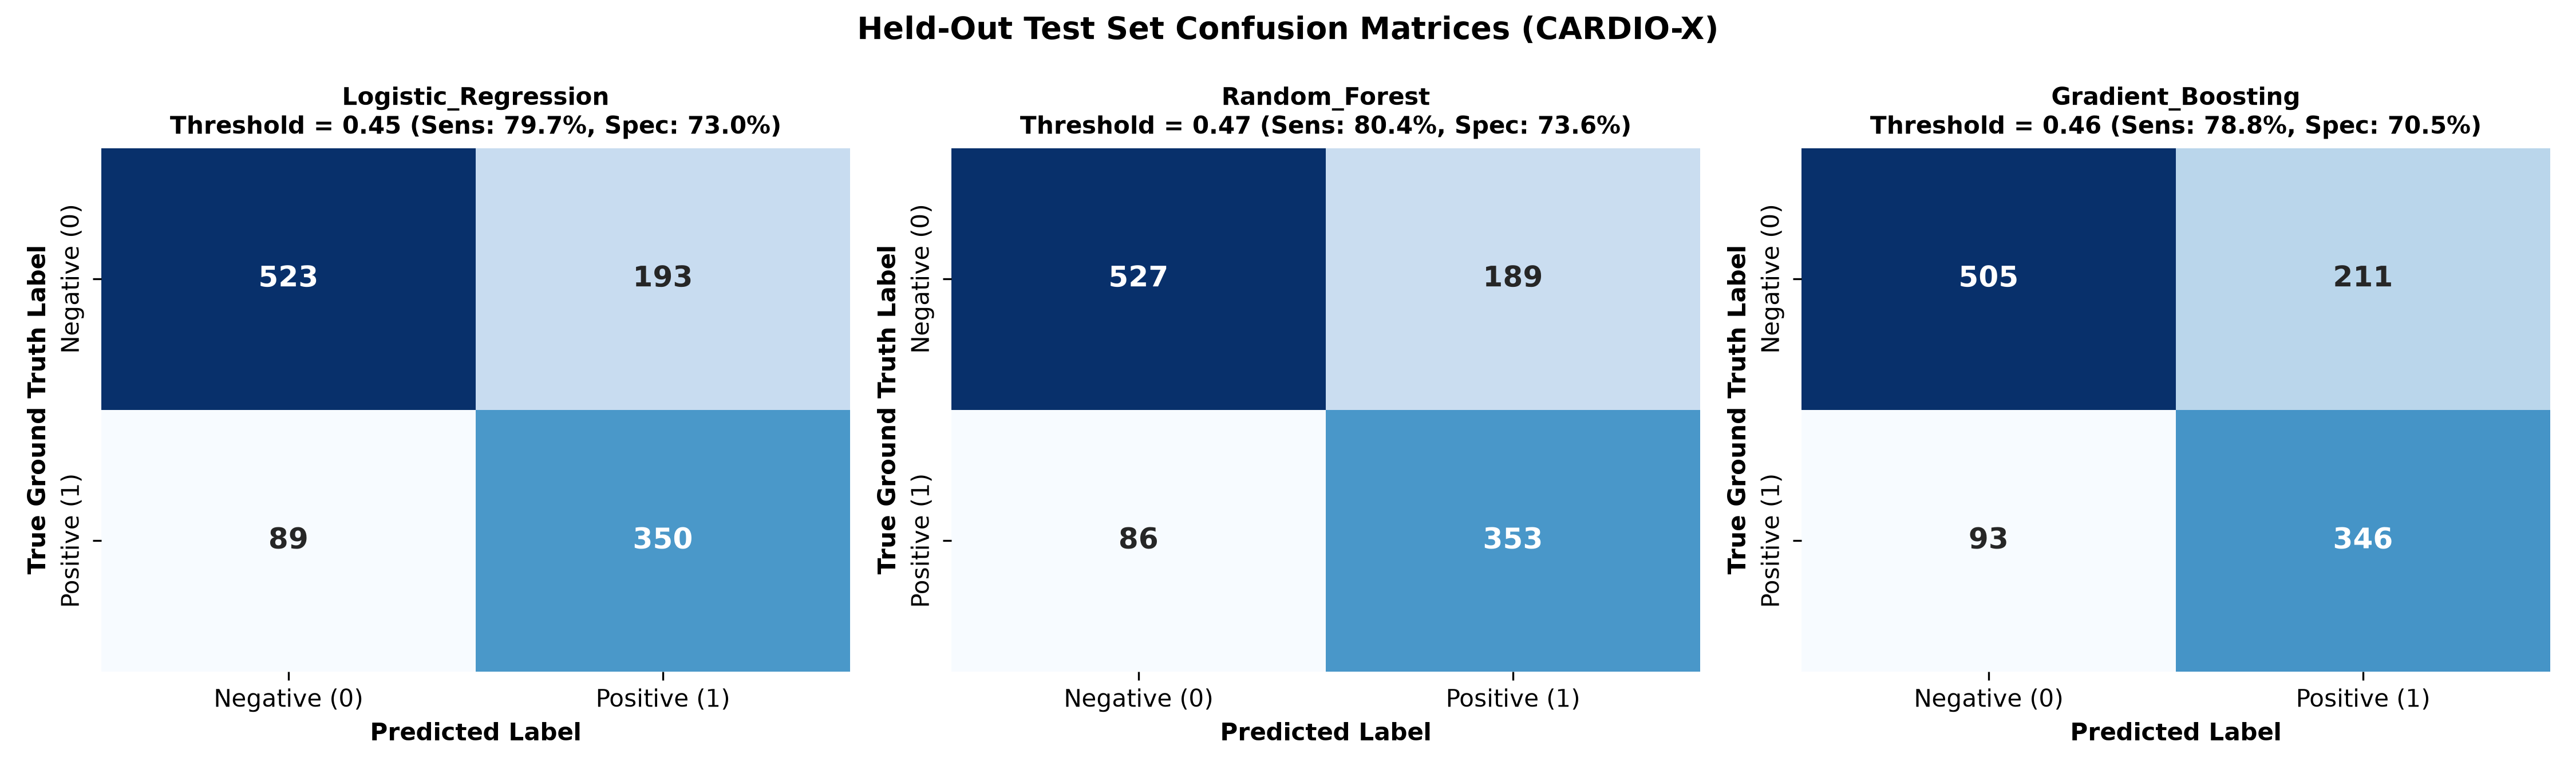 Held-Out Test Set Confusion Matrices (CARDIO-X)
Logistic_Regression
Threshold = 0.45 (Sens: 79.7%, Spec: 73.0%)
True Ground Truth Label
Negative (0)
Positive (1)
523
193
89
350
Negative (0)
Positive (1)
Predicted Label
Random_Forest
Threshold = 0.47 (Sens: 80.4%, Spec: 73.6%)
True Ground Truth Label
Negative (0)
Positive (1)
527
189
86
353
Negative (0)
Positive (1)
Predicted Label
Gradient_Boosting
Threshold = 0.46 (Sens: 78.8%, Spec: 70.5%)
True Ground Truth Label
Negative (0)
Positive (1)
505
211
93
346
Negative (0)
Positive (1)
Predicted Label